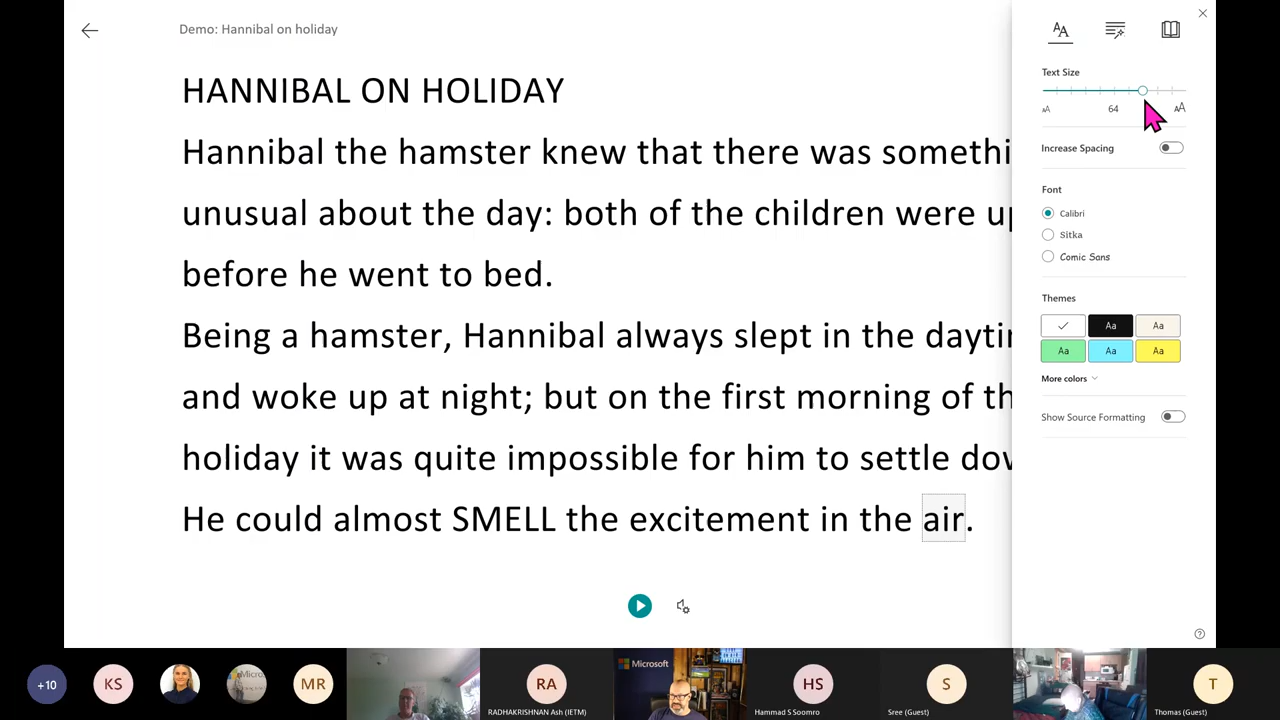 Demo: Hannibal on holiday
HANNIBAL ON HOLIDAY
Hannibal the hamster knew that there was somethi
unusual about the day: both of the children were up
before he went to bed.
Being a hamster, Hannibal always slept in the daytin
and woke up at night; but on the first morning of th
holiday it was quite impossible for him to settle dov
He could almost SMELL the excitement in the air.
AA
Text Size
AA
64
AA
Increase Spacing
Font
Calibri
Sitka
Comic Sans
Themes
Aa
Aa
Aa
Aa
Aa
More colors
Show Source Formatting
+10
KS
MR
RA
RADHAKRISHNAN Ash (IETM)
Microsoft
HS
Hammad S Soomro
S
Sree (Guest)
T
Thomas (Guest)